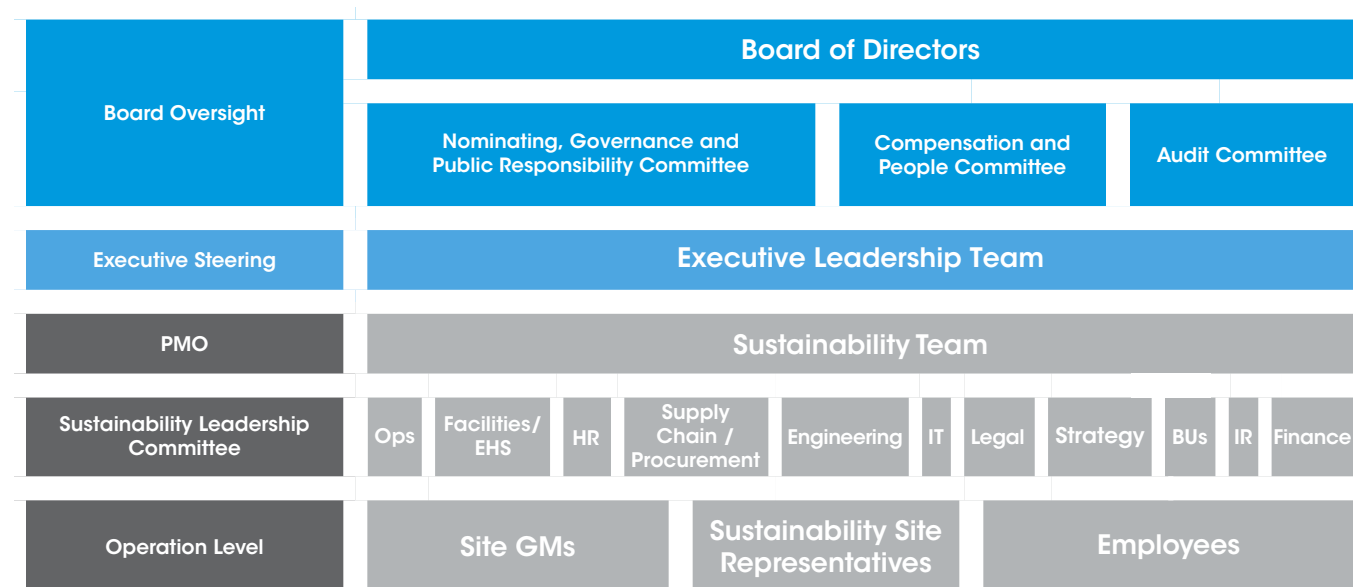 Board Oversight
Board of Directors
Nominating, Governance and
Public Responsibility Committee
Compensation and
People Committee
Audit Committee
Executive Steering
Executive Leadership Team
PMO
Sustainability Team
Sustainability Leadership
Committee
Ops
Facilities/
EHS
HR
Supply
Chain /
Procurement
Engineering
IT
Legal
Strategy
BUs
IR
Finance
Operation Level
Site GMs
Sustainability Site
Representatives
Employees